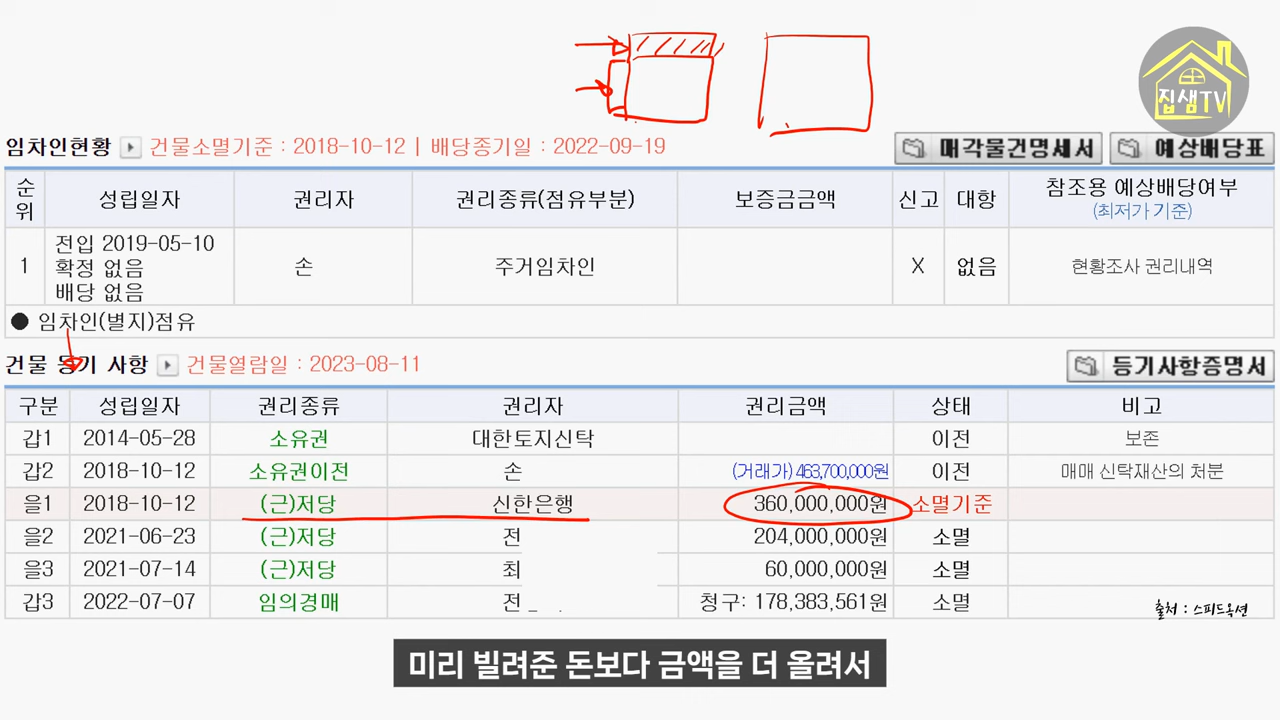 집샘TV
임차인현황 건물소멸기준 : 2018-10-12 | 배당종기일 : 2022-09-19 매각물건명세서 예상배당표
순위 성립일자 권리자 권리종류(점유부분) 보증금금액 신고 대항 참조용 예상배당여부 (최저가 기준)
1 전입 2019-05-10 확정 없음 배당 없음 손 주거임차인 X 없음 현황조사 권리내역
● 임차인(별지)점유
건물 등기 사항 건물열람일 : 2023-08-11 등기사항증명서
구분 성립일자 권리종류 권리자 권리금액 상태 비고
갑1 2014-05-28 소유권 대한토지신탁 이전 보존
갑2 2018-10-12 소유권이전 손 (거래가) 463,700,000원 이전 매매 신탁재산의 처분
을1 2018-10-12 (근)저당 신한은행 360,000,000원 소멸기준
을2 2021-06-23 (근)저당 전 204,000,000원 소멸
을3 2021-07-14 (근)저당 최 60,000,000원 소멸
갑3 2022-07-07 임의경매 전 청구: 178,383,561원 소멸
출처 : 스피드옥션
미리 빌려준 돈보다 금액을 더 올려서